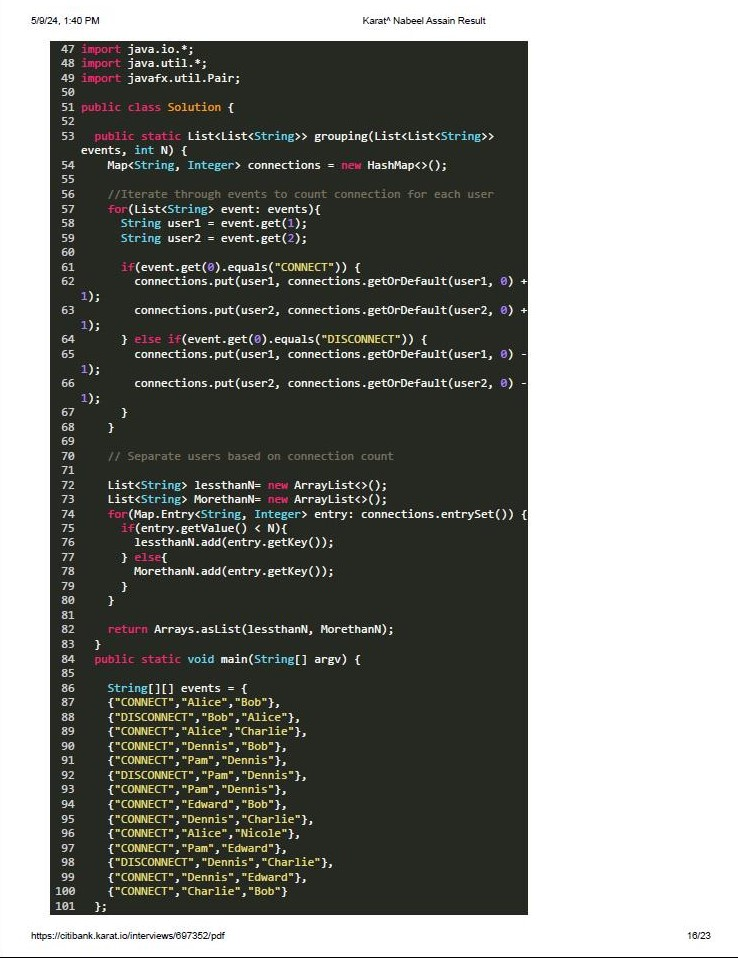 5/9/24, 1:40 PM
Karat^ Nabeel Assain Result
47 import java.io.*;
48 import java.util.*;
49 import javafx.util.Pair;
50
51 public class Solution {
52
53 public static List<List<String>> grouping(List<List<String>>
events, int N) {
54 Map<String, Integer> connections = new HashMap<>();
55
56 //Iterate through events to count connection for each user
57 for(List<String> event: events){
58 String user1 = event.get(1);
59 String user2 = event.get(2);
60
61 if(event.get(0).equals("CONNECT")) {
62 connections.put(user1, connections.getOrDefault(user1, 0) +
1);
63 connections.put(user2, connections.getOrDefault(user2, 0) +
1);
64 } else if(event.get(0).equals("DISCONNECT")) {
65 connections.put(user1, connections.getOrDefault(user1, 0) -
1);
66 connections.put(user2, connections.getOrDefault(user2, 0) -
1);
67 }
68 }
69
70 // Separate users based on connection count
71
72 List<String> lessthanN= new ArrayList<>();
73 List<String> MorethanN= new ArrayList<>();
74 for(Map.Entry<String, Integer> entry: connections.entrySet()) {
75 if(entry.getValue() < N){
76 lessthanN.add(entry.getKey());
77 } else{
78 MorethanN.add(entry.getKey());
79 }
80 }
81
82 return Arrays.asList(lessthanN, MorethanN);
83 }
84 public static void main(String[] argv) {
85
86 String[][] events = {
87 {"CONNECT","Alice","Bob"},
88 {"DISCONNECT","Bob","Alice"},
89 {"CONNECT","Alice","Charlie"},
90 {"CONNECT","Dennis","Bob"},
91 {"CONNECT","Pam","Dennis"},
92 {"DISCONNECT","Pam","Dennis"},
93 {"CONNECT","Pam","Dennis"},
94 {"CONNECT","Edward","Bob"},
95 {"CONNECT","Dennis","Charlie"},
96 {"CONNECT","Alice","Nicole"},
97 {"CONNECT","Pam","Edward"},
98 {"DISCONNECT","Dennis","Charlie"},
99 {"CONNECT","Dennis","Edward"},
100 {"CONNECT","Charlie","Bob"}
101 };
https://citibank.karat.io/interviews/697352/pdf
16/23